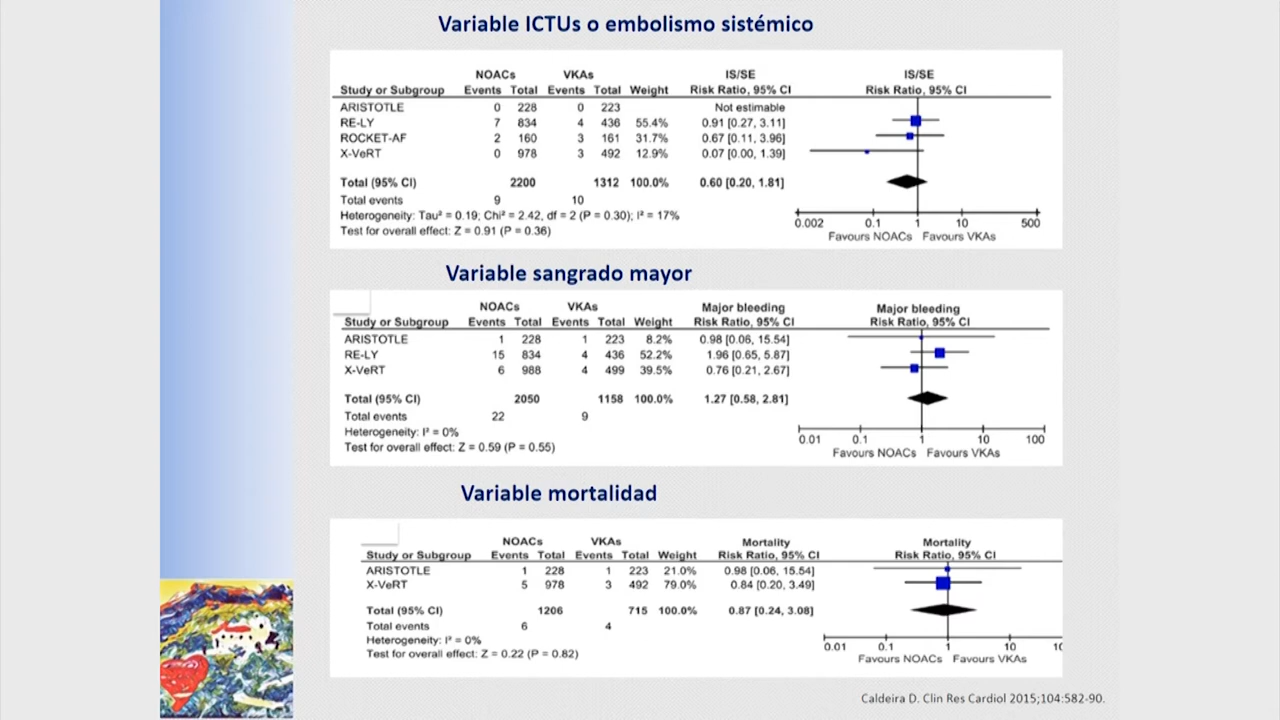 Variable ICTUs o embolismo sistémico
NOACs VKAs IS/SE IS/SE
Study or Subgroup Events Total Events Total Weight Risk Ratio, 95% CI Risk Ratio, 95% CI
ARISTOTLE 0 228 0 223 Not estimable
RE-LY 7 834 4 436 55.4% 0.91 [0.27, 3.11]
ROCKET-AF 2 160 3 161 31.7% 0.67 [0.11, 3.96]
X-VeRT 0 978 3 492 12.9% 0.07 [0.00, 1.39]
Total (95% CI) 2200 1312 100.0% 0.60 [0.20, 1.81]
Total events 9 10
Heterogeneity: Tau² = 0.19; Chi² = 2.42, df = 2 (P = 0.30); I² = 17%
Test for overall effect: Z = 0.91 (P = 0.36)
0.002 0.1 1 10 500
Favours NOACs Favours VKAs
Variable sangrado mayor
NOACs VKAs Major bleeding Major bleeding
Study or Subgroup Events Total Events Total Weight Risk Ratio, 95% CI Risk Ratio, 95% CI
ARISTOTLE 1 228 1 223 8.2% 0.98 [0.06, 15.54]
RE-LY 15 834 4 436 52.2% 1.96 [0.65, 5.87]
X-VeRT 6 988 4 499 39.5% 0.76 [0.21, 2.67]
Total (95% CI) 2050 1158 100.0% 1.27 [0.58, 2.81]
Total events 22 9
Heterogeneity: I² = 0%
Test for overall effect: Z = 0.59 (P = 0.55)
0.01 0.1 1 10 100
Favours NOACs Favours VKAs
Variable mortalidad
NOACs VKAs Mortality Mortality
Study or Subgroup Events Total Events Total Weight Risk Ratio, 95% CI Risk Ratio, 95% CI
ARISTOTLE 1 228 1 223 21.0% 0.98 [0.06, 15.54]
X-VeRT 5 978 3 492 79.0% 0.84 [0.20, 3.49]
Total (95% CI) 1206 715 100.0% 0.87 [0.24, 3.08]
Total events 6 4
Heterogeneity: I² = 0%
Test for overall effect: Z = 0.22 (P = 0.82)
0.01 0.1 1 10
Favours NOACs Favours VKAs
Caldeira D. Clin Res Cardiol 2015;104:582-90.